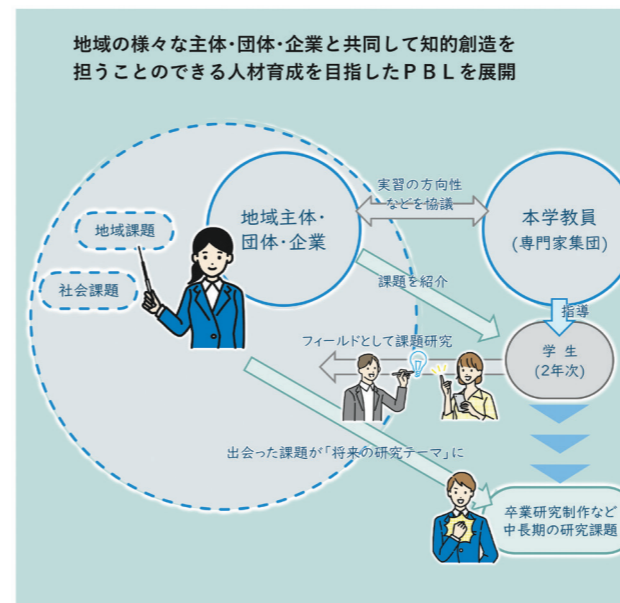 地域の様々な主体・団体・企業と共同して知的創造を
担うことのできる人材育成を目指したＰＢＬを展開
実習の方向性
などを協議
地域主体・
団体・企業
本学教員
(専門家集団)
地域課題
社会課題
課題を紹介
指導
フィールドとして課題研究
学 生
(2年次)
出会った課題が「将来の研究テーマ」に
卒業研究制作など
中長期の研究課題